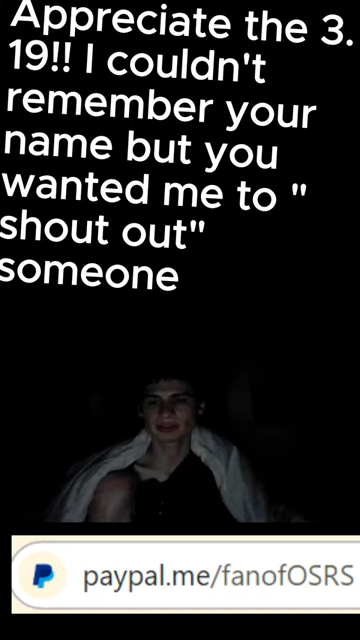 Appreciate the 3.
19!! I couldn't
remember your
name but you
wanted me to "
shout out"
someone
paypal.me/fanofOSRS